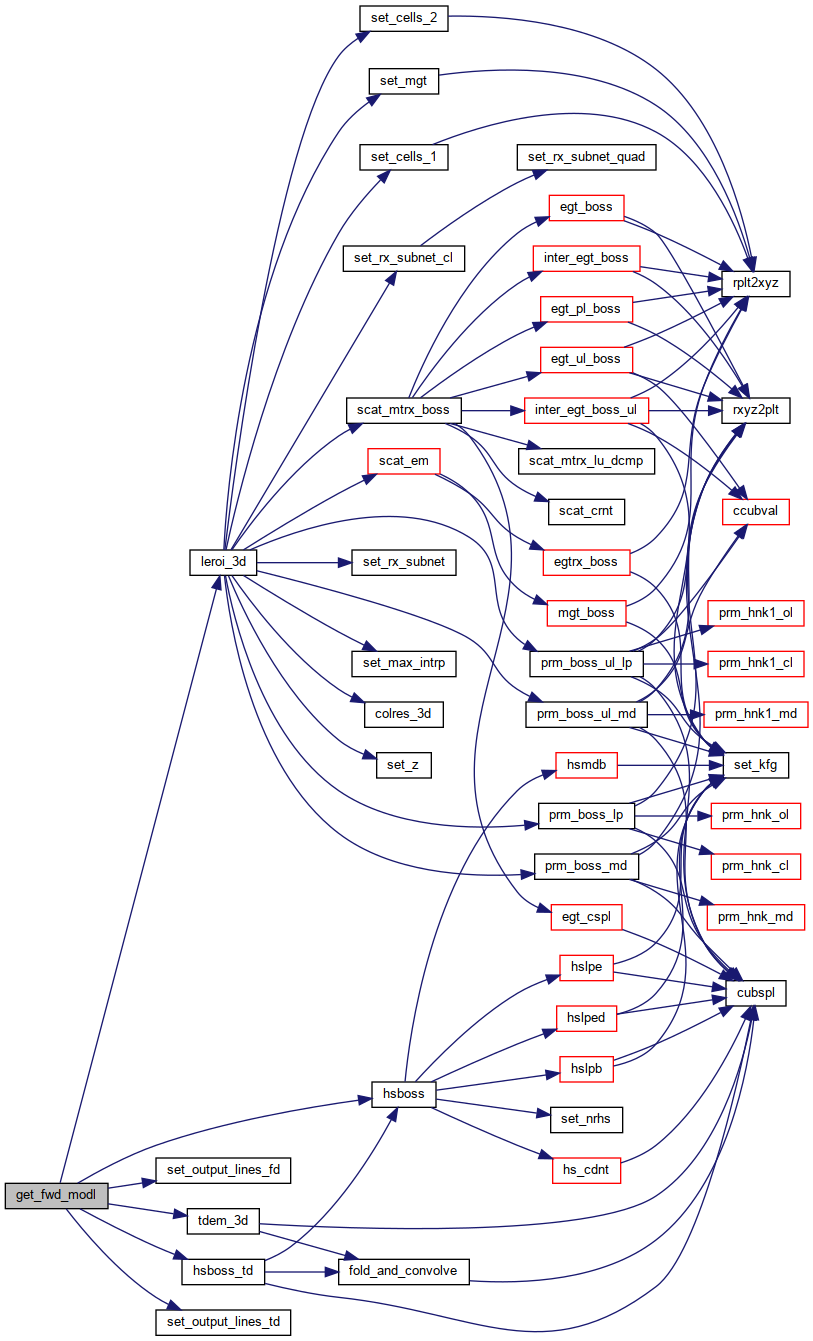 set_cells_2
set_mgt
set_cells_1
set_rx_subnet_quad
egt_boss
set_rx_subnet_cl
inter_egt_boss
rplt2xyz
egt_pl_boss
egt_ul_boss
scat_mtrx_boss
inter_egt_boss_ul
rxyz2plt
scat_em
scat_mtrx_lu_dcmp
scat_crnt
ccubval
leroi_3d
set_rx_subnet
egtrx_boss
mgt_boss
prm_hnk1_ol
set_max_intrp
prm_boss_ul_lp
prm_hnk1_cl
colres_3d
prm_boss_ul_md
prm_hnk1_md
set_z
hsmdb
set_kfg
prm_boss_lp
prm_hnk_ol
prm_boss_md
prm_hnk_cl
egt_cspl
prm_hnk_md
hslpe
cubspl
hslped
hslpb
hsboss
set_nrhs
set_output_lines_fd
hs_cdnt
get_fwd_modl
tdem_3d
hsboss_td
fold_and_convolve
set_output_lines_td